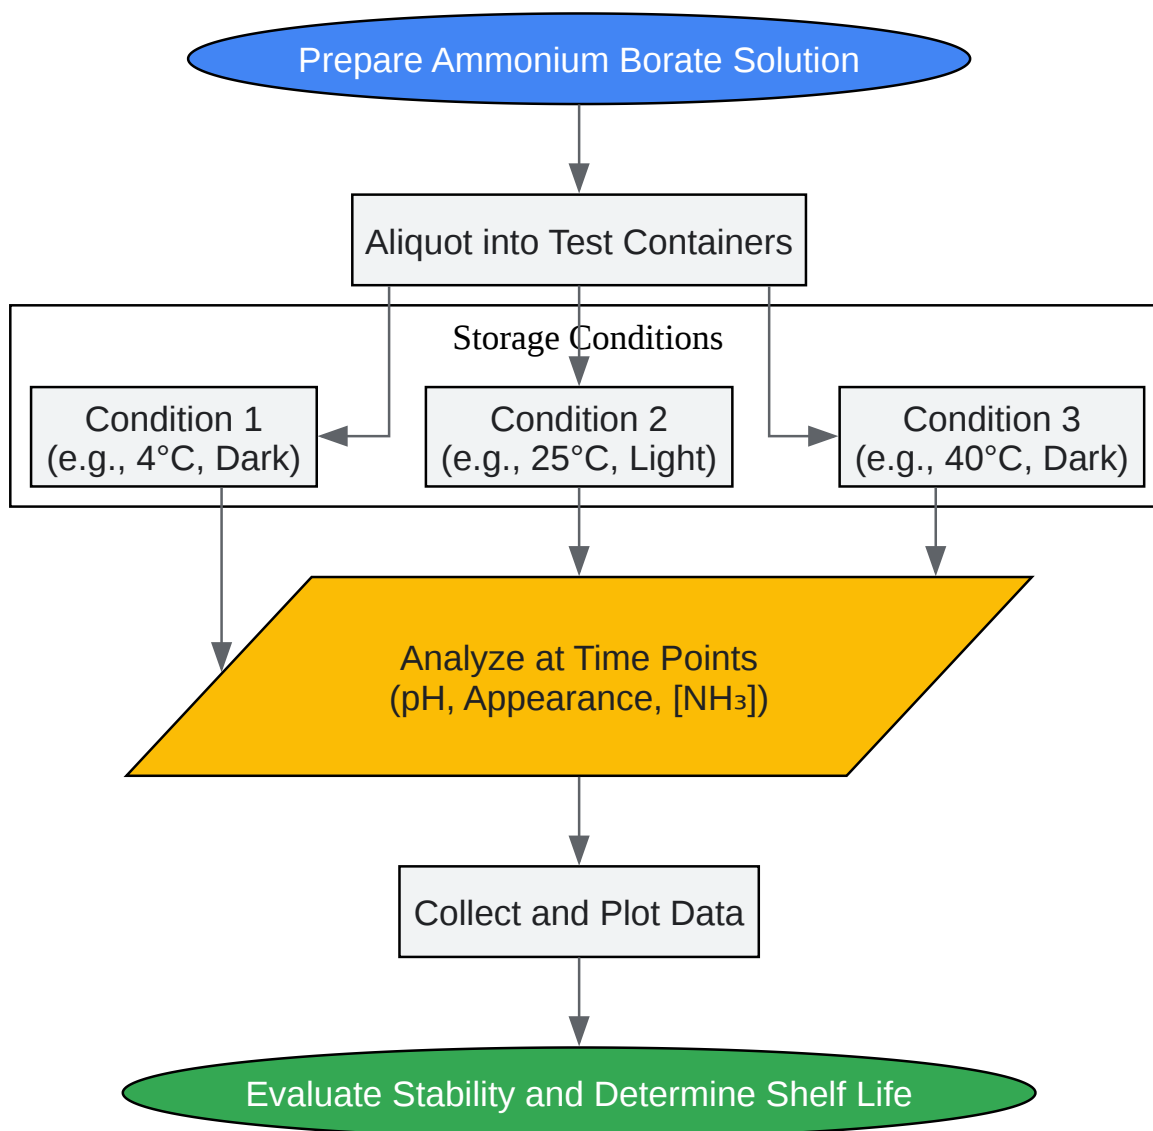 Prepare Ammonium Borate Solution
Aliquot into Test Containers
Storage Conditions
Condition 1
(e.g., 4°C, Dark)
Condition 2
(e.g., 25°C, Light)
Condition 3
(e.g., 40°C, Dark)
Analyze at Time Points
(pH, Appearance, [NH₃])
Collect and Plot Data
Evaluate Stability and Determine Shelf Life